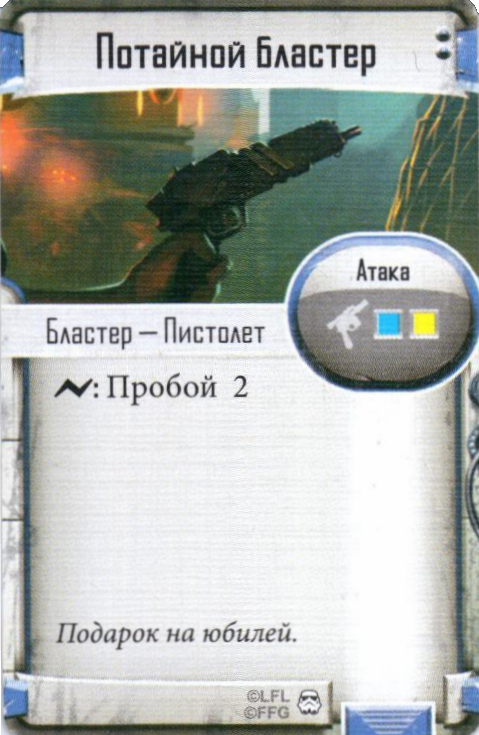 Потайной Бластер
Атака
Бластер – Пистолет
: Пробой 2
Подарок на юбилей.
©LFL
©FFG